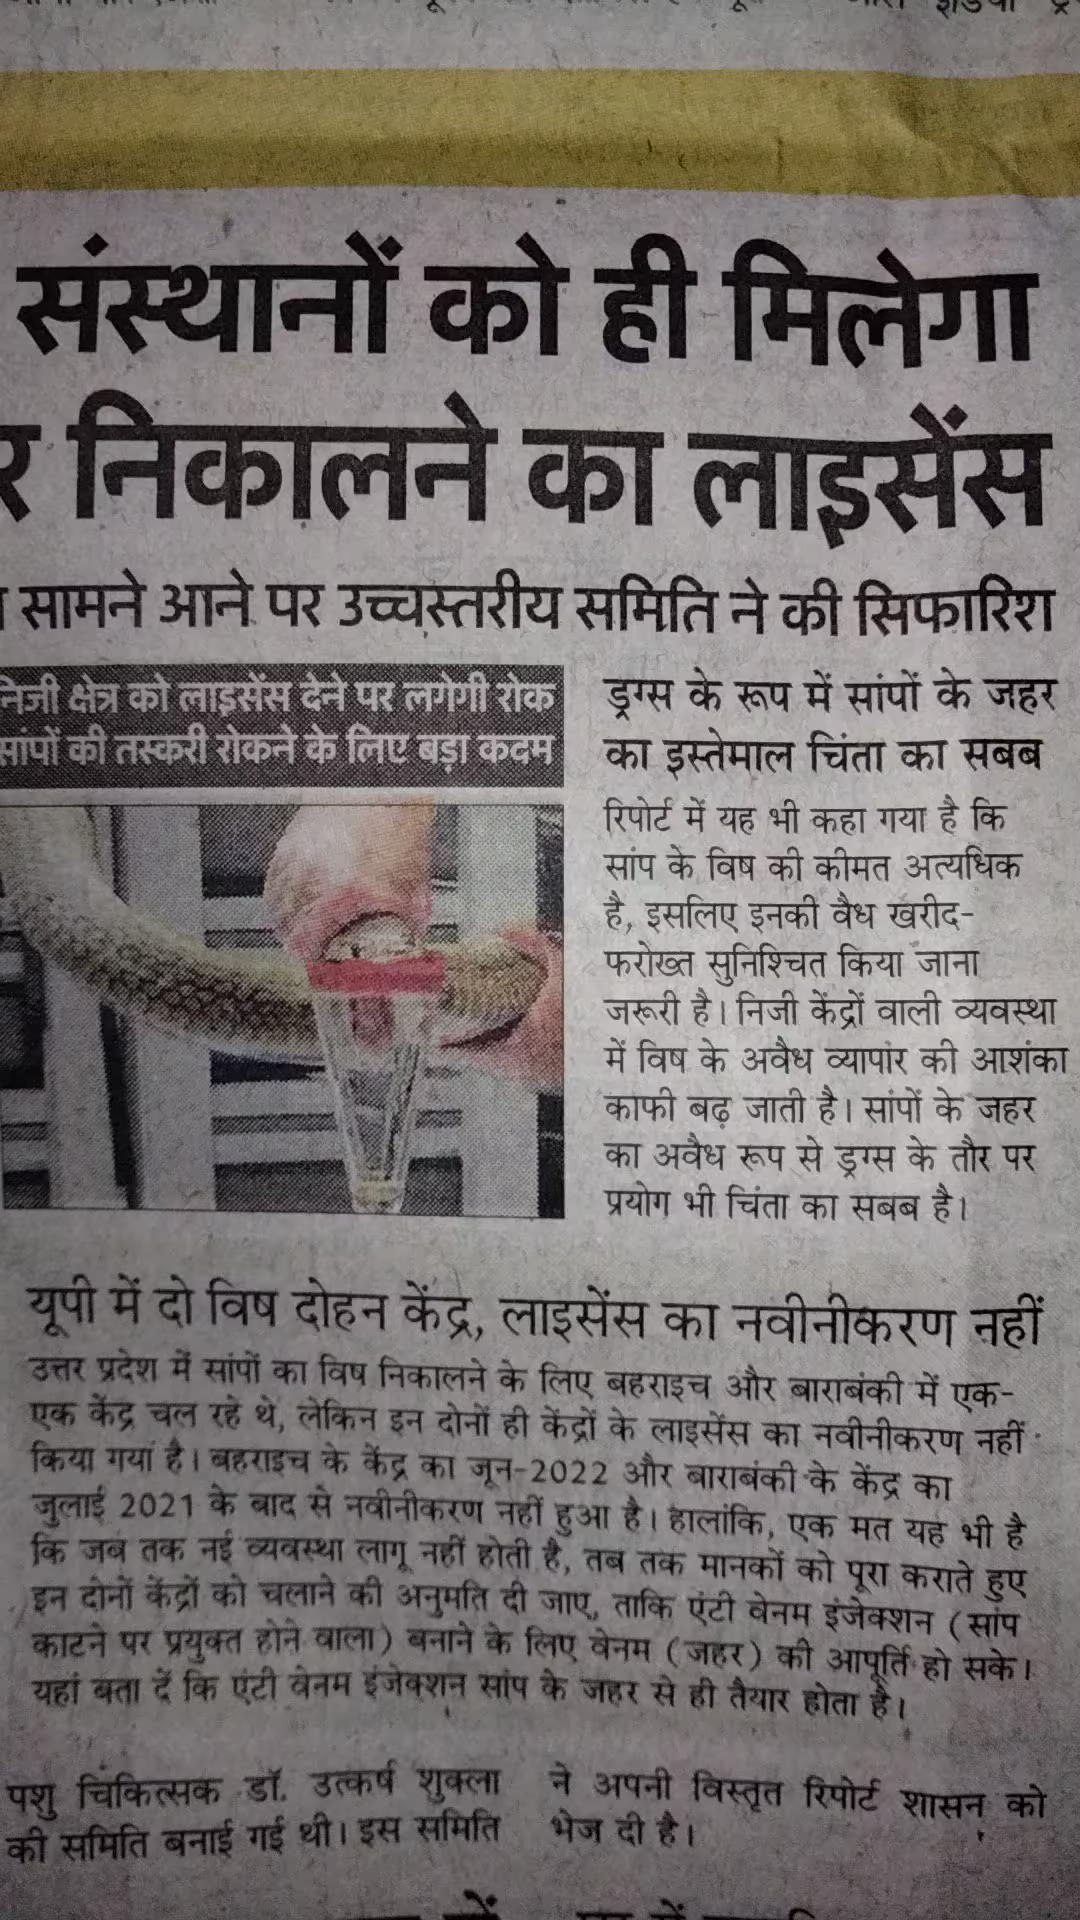 संस्थानों को ही मिलेगा
निकालने का लाइसेंस
सामने आने पर उच्चस्तरीय समिति ने की सिफारिश
निजी क्षेत्र को लाइसेंस देने पर लगेगी रोक
सांपों की तस्करी रोकने के लिए बड़ा कदम
ड्रग्स के रूप में सांपों के जहर
का इस्तेमाल चिंता का सबब
रिपोर्ट में यह भी कहा गया है कि
सांप के विष की कीमत अत्यधिक
है, इसलिए इनकी वैध खरीद-
फरोख्त सुनिश्चित किया जाना
जरूरी है। निजी केंद्रों वाली व्यवस्था
में विष के अवैध व्यापार की आशंका
काफी बढ़ जाती है। सांपों के जहर
का अवैध रूप से ड्रग्स के तौर पर
प्रयोग भी चिंता का सबब है।
यूपी में दो विष दोहन केंद्र, लाइसेंस का नवीनीकरण नहीं
उत्तर प्रदेश में सांपों का विष निकालने के लिए बहराइच और बाराबंकी में एक-
एक केंद्र चल रहे थे, लेकिन इन दोनों ही केंद्रों के लाइसेंस का नवीनीकरण नहीं
किया गया है। बहराइच के केंद्र का जून-2022 और बाराबंकी के केंद्र का
जुलाई 2021 के बाद से नवीनीकरण नहीं हुआ है। हालांकि, एक मत यह भी है
कि जब तक नई व्यवस्था लागू नहीं होती है, तब तक मानकों को पूरा कराते हुए
इन दोनों केंद्रों को चलाने की अनुमति दी जाए, ताकि एंटी वेनम इंजेक्शन (सांप
काटने पर प्रयुक्त होने वाला) बनाने के लिए वेनम (जहर) की आपूर्ति हो सके।
यहां बता दें कि एंटी वेनम इंजेक्शन सांप के जहर से ही तैयार होता है।
पशु चिकित्सक डॉ. उत्कर्ष शुक्ला
की समिति बनाई गई थी। इस समिति
ने अपनी विस्तृत रिपोर्ट शासन को
भेज दी है।